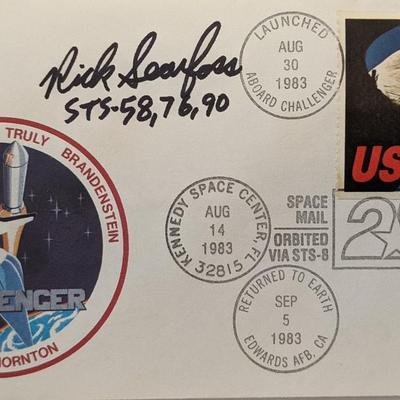 Rick Searfoss
STS-58,76,90
LAUNCHED
AUG
30
1983
ABOARD CHALLENGER
US
TRULY BRANDENSTEIN
ENGER
HORNTON
KENNEDY SPACE CENTER, FL
AUG
14
1983
32815
SPACE
MAIL
ORBITED
VIA STS-8
2
RETURNED TO EARTH
SEP
5
1983
EDWARDS AFB, CA